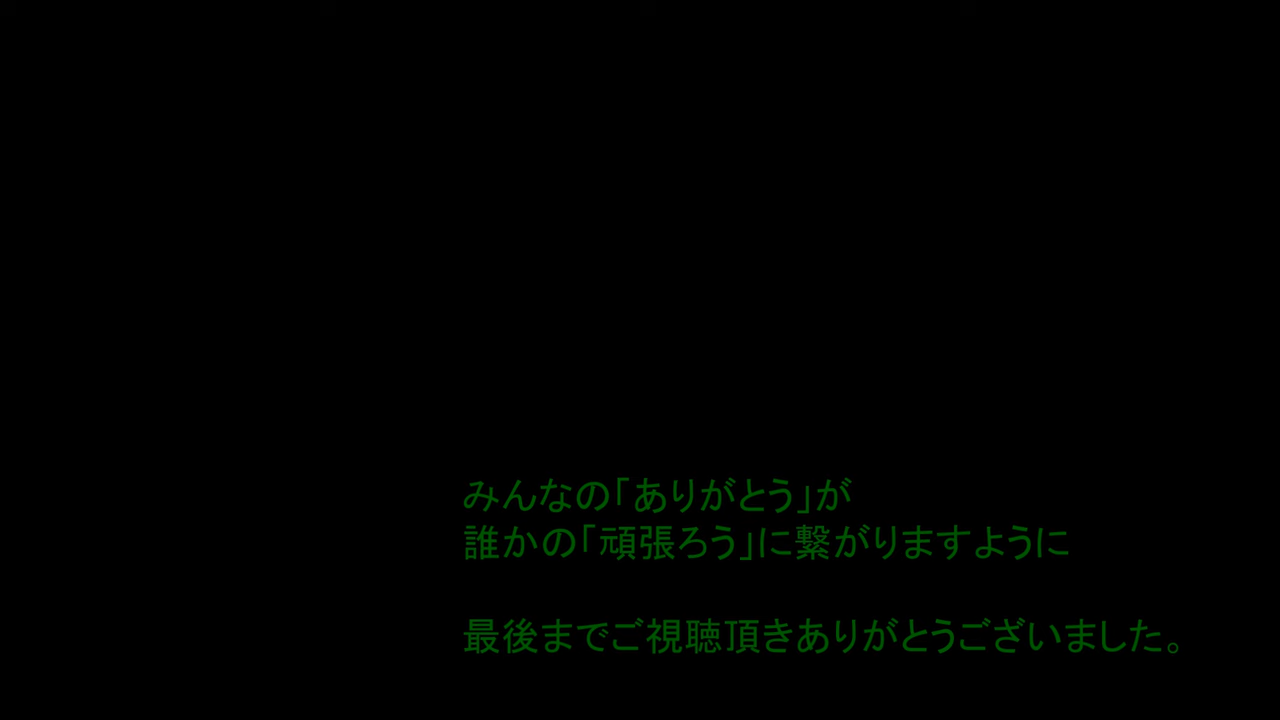 みんなの「ありがとう」が
誰かの「頑張ろう」に繋がりますように
最後までご視聴頂きありがとうございました。